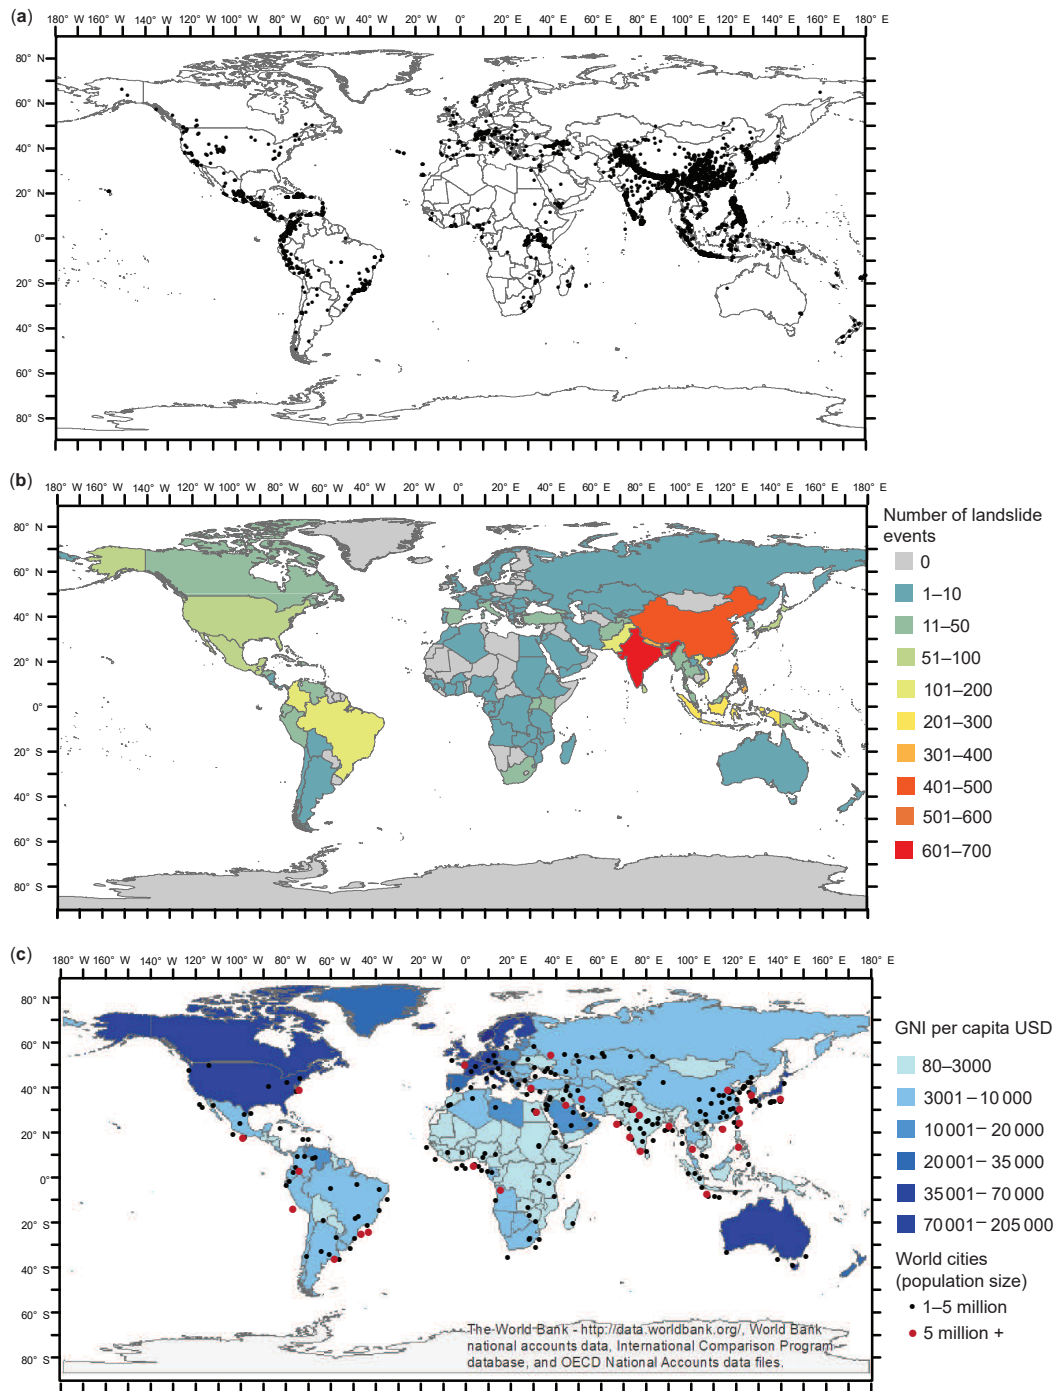 (a)
180° W 160° W 140° W 120° W 100° W 80° W 60° W 40° W 20° W 0° E 20° E 40° E 60° E 80° E 100° E 120° E 140° E 160° E 180° E
80° N
60° N
40° N
20° N
0°
20° S
40° S
60° S
80° S
(b)
180° W 160° W 140° W 120° W 100° W 80° W 60° W 40° W 20° W 0° E 20° E 40° E 60° E 80° E 100° E 120° E 140° E 160° E 180° E
80° N
60° N
40° N
20° N
0°
20° S
40° S
60° S
80° S
Number of landslide
events
0
1–10
11–50
51–100
101–200
201–300
301–400
401–500
501–600
601–700
(c)
180° W 160° W 140° W 120° W 100° W 80° W 60° W 40° W 20° W 0° E 20° E 40° E 60° E 80° E 100° E 120° E 140° E 160° E 180° E
80° N
60° N
40° N
20° N
0°
20° S
40° S
60° S
80° S
GNI per capita USD
80–3000
3001–10 000
10 001–20 000
20 001–35 000
35 001–70 000
70 001–205 000
World cities
(population size)
1–5 million
5 million +
The World Bank - http://data.worldbank.org/, World Bank
national accounts data, International Comparison Program
database, and OECD National Accounts data files.